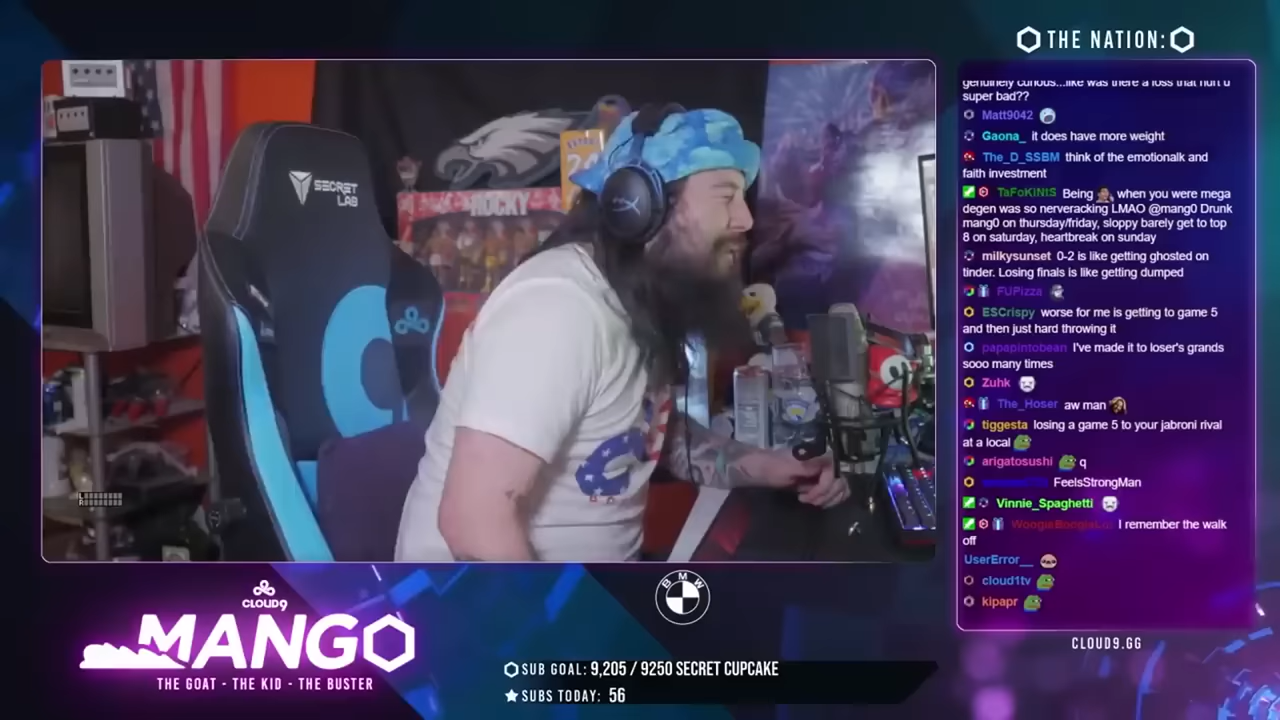 THE NATION:
genuinely curious...like was there a loss that hurt u
super bad??
Matt9042
Gaona_ it does have more weight
The_D_SSBM think of the emotionalk and
faith investment
TaFoKiNtS Being when you were mega
degen was so nerveracking LMAO @mang0 Drunk
mang0 on thursday/friday, sloppy barely get to top
8 on saturday, heartbreak on sunday
milkysunset 0-2 is like getting ghosted on
tinder. Losing finals is like getting dumped
FUPizza
ESCrispy worse for me is getting to game 5
and then just hard throwing it
papapintobean I've made it to loser's grands
sooo many times
Zuhk
The_Hoser aw man
tiggesta losing a game 5 to your jabroni rival
at a local
arigatosushi q
FeelsStrongMan
Vinnie_Spaghetti
I remember the walk
off
UserError__
cloud1tv
kipapr
CLOUD9.GG
SECRET
LAB
ROCKY
24
L
R
BMW
CLOUD9
MANGO
THE GOAT - THE KID - THE BUSTER
SUB GOAL: 9,205 / 9250 SECRET CUPCAKE
SUBS TODAY: 56